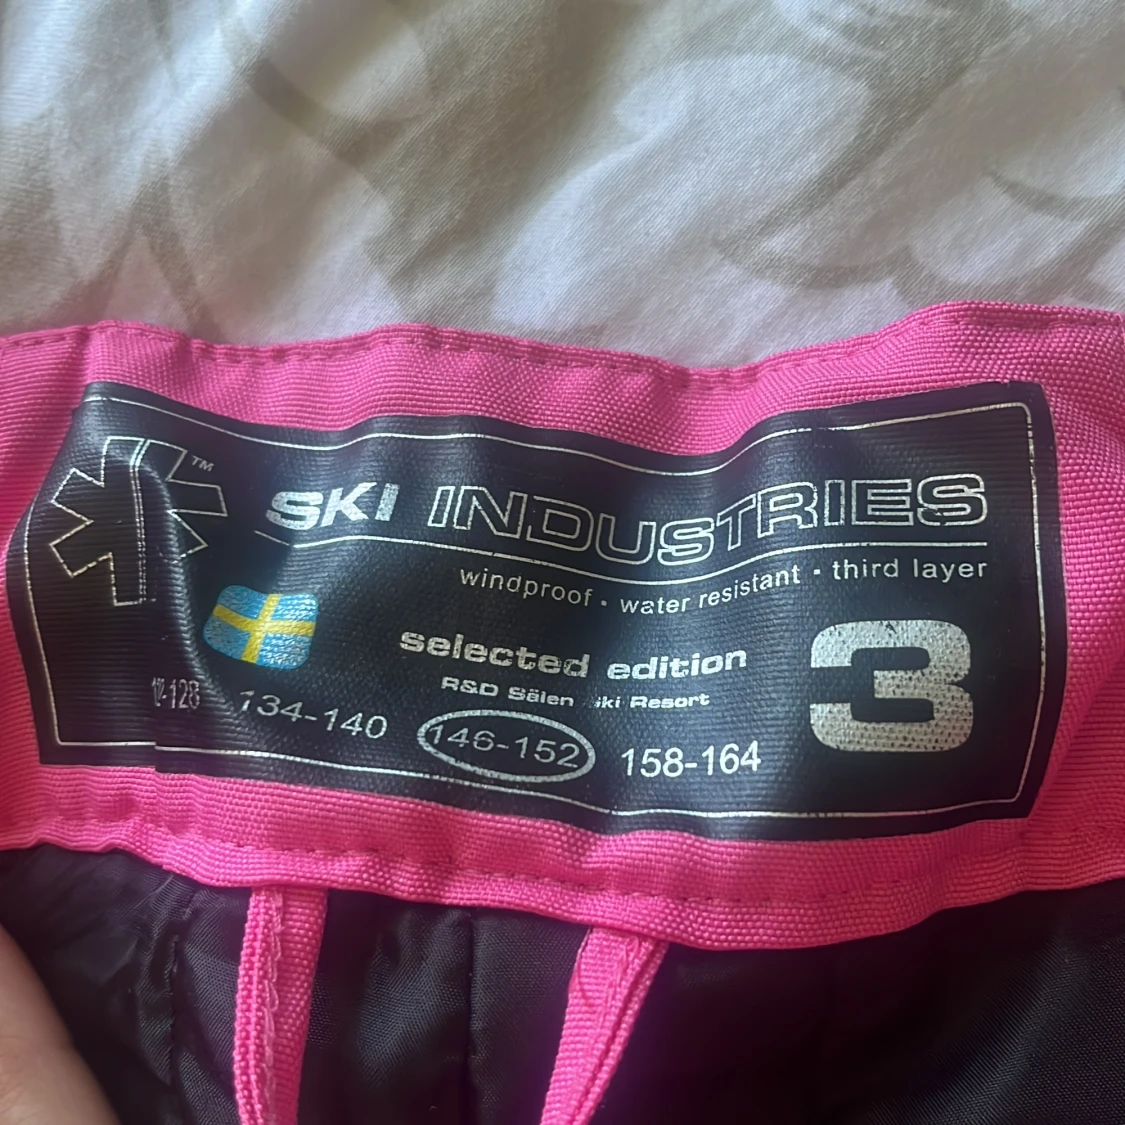 TM
SKI INDUSTRIES
windproof · water resistant · third layer
selected edition
R&D Sälen ski Resort
3
134-140 146-152 158-164